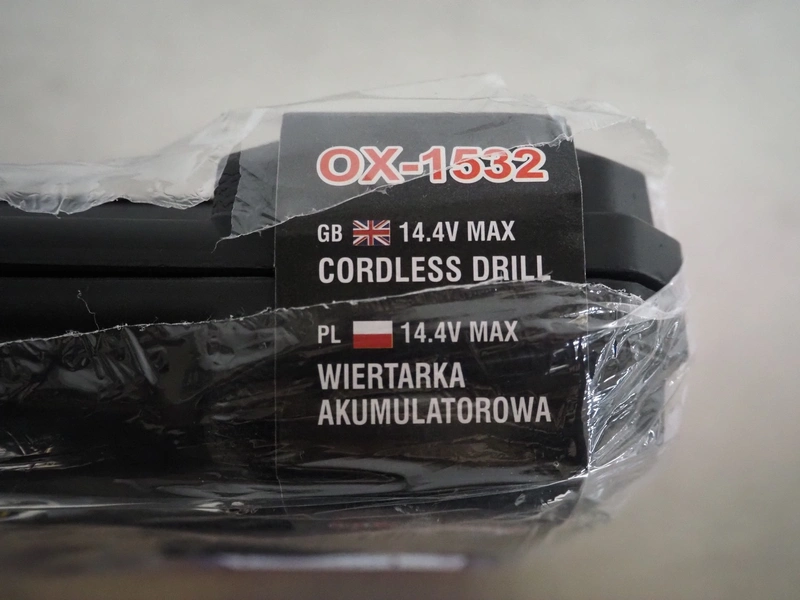 OX-1532
GB 14.4V MAX
CORDLESS DRILL
PL 14.4V MAX
WIERTARKA
AKUMULATOROWA